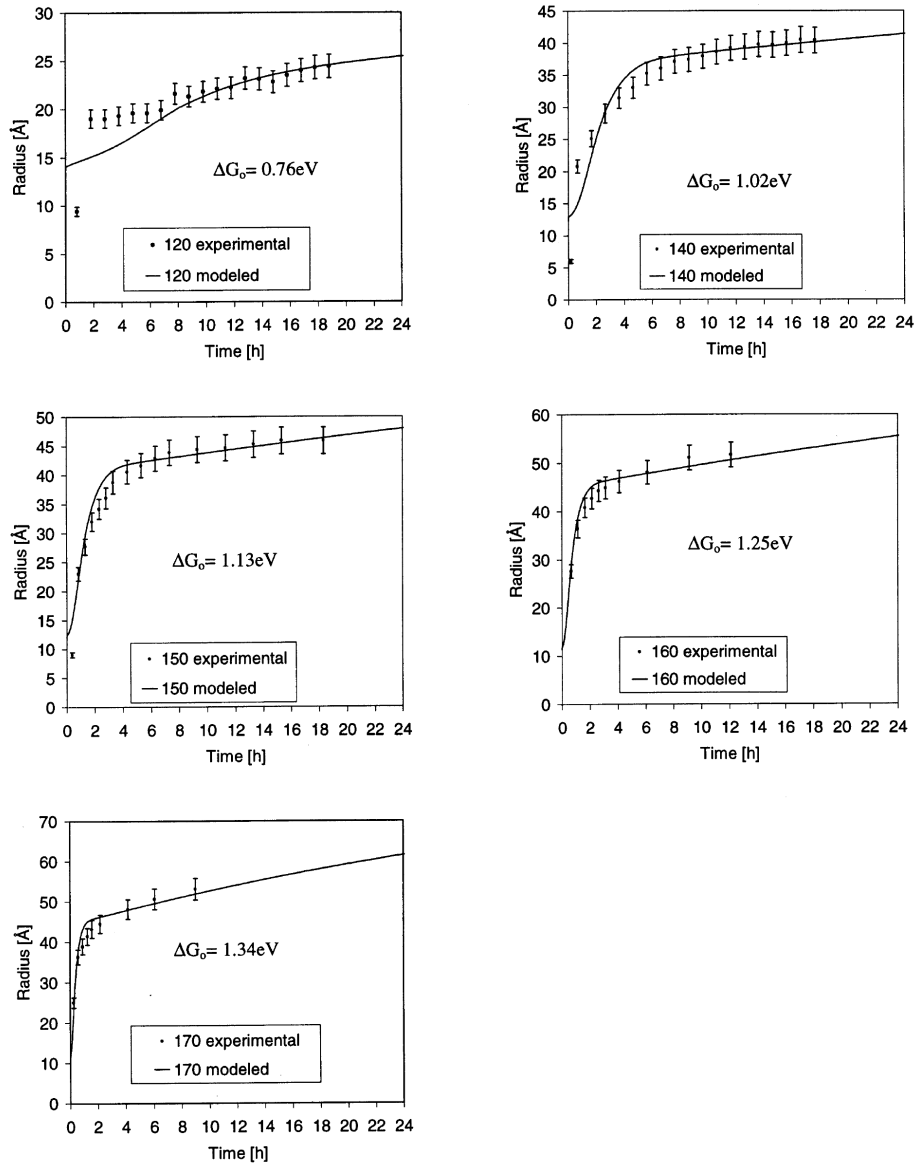 30
25
20
15
10
5
0
Radius [Å]
ΔGₒ= 0.76eV
120 experimental
120 modeled
0 2 4 6 8 10 12 14 16 18 20 22 24
Time [h]
45
40
35
30
25
20
15
10
5
0
Radius [Å]
ΔGₒ= 1.02eV
140 experimental
140 modeled
0 2 4 6 8 10 12 14 16 18 20 22 24
Time [h]
50
45
40
35
30
25
20
15
10
5
0
Radius [Å]
ΔGₒ= 1.13eV
150 experimental
150 modeled
0 2 4 6 8 10 12 14 16 18 20 22 24
Time [h]
60
50
40
30
20
10
0
Radius [Å]
ΔGₒ= 1.25eV
160 experimental
160 modeled
0 2 4 6 8 10 12 14 16 18 20 22 24
Time [h]
70
60
50
40
30
20
10
0
Radius [Å]
ΔGₒ= 1.34eV
170 experimental
170 modeled
0 2 4 6 8 10 12 14 16 18 20 22 24
Time [h]